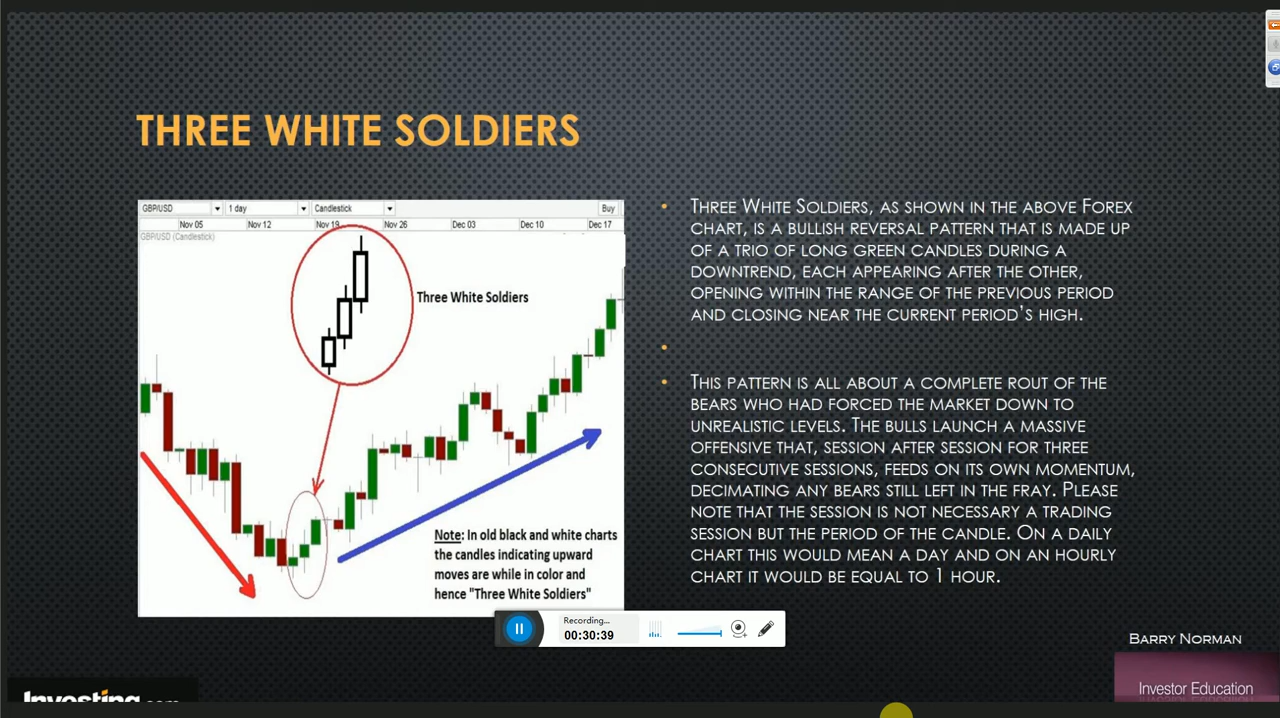 THREE WHITE SOLDIERS
GBP/USD 1 day Candlestick Buy
Nov 05 Nov 12 Nov 19 Nov 26 Dec 03 Dec 10 Dec 17
GBP/USD (Candlestick)
Three White Soldiers
Note: In old black and white charts
the candles indicating upward
moves are while in color and
hence "Three White Soldiers"
• THREE WHITE SOLDIERS, AS SHOWN IN THE ABOVE FOREX
CHART, IS A BULLISH REVERSAL PATTERN THAT IS MADE UP
OF A TRIO OF LONG GREEN CANDLES DURING A
DOWNTREND, EACH APPEARING AFTER THE OTHER,
OPENING WITHIN THE RANGE OF THE PREVIOUS PERIOD
AND CLOSING NEAR THE CURRENT PERIOD'S HIGH.
•
• THIS PATTERN IS ALL ABOUT A COMPLETE ROUT OF THE
BEARS WHO HAD FORCED THE MARKET DOWN TO
UNREALISTIC LEVELS. THE BULLS LAUNCH A MASSIVE
OFFENSIVE THAT, SESSION AFTER SESSION FOR THREE
CONSECUTIVE SESSIONS, FEEDS ON ITS OWN MOMENTUM,
DECIMATING ANY BEARS STILL LEFT IN THE FRAY. PLEASE
NOTE THAT THE SESSION IS NOT NECESSARY A TRADING
SESSION BUT THE PERIOD OF THE CANDLE. ON A DAILY
CHART THIS WOULD MEAN A DAY AND ON AN HOURLY
CHART IT WOULD BE EQUAL TO 1 HOUR.
Recording...
00:30:39
BARRY NORMAN
Investor Education
Investing.com